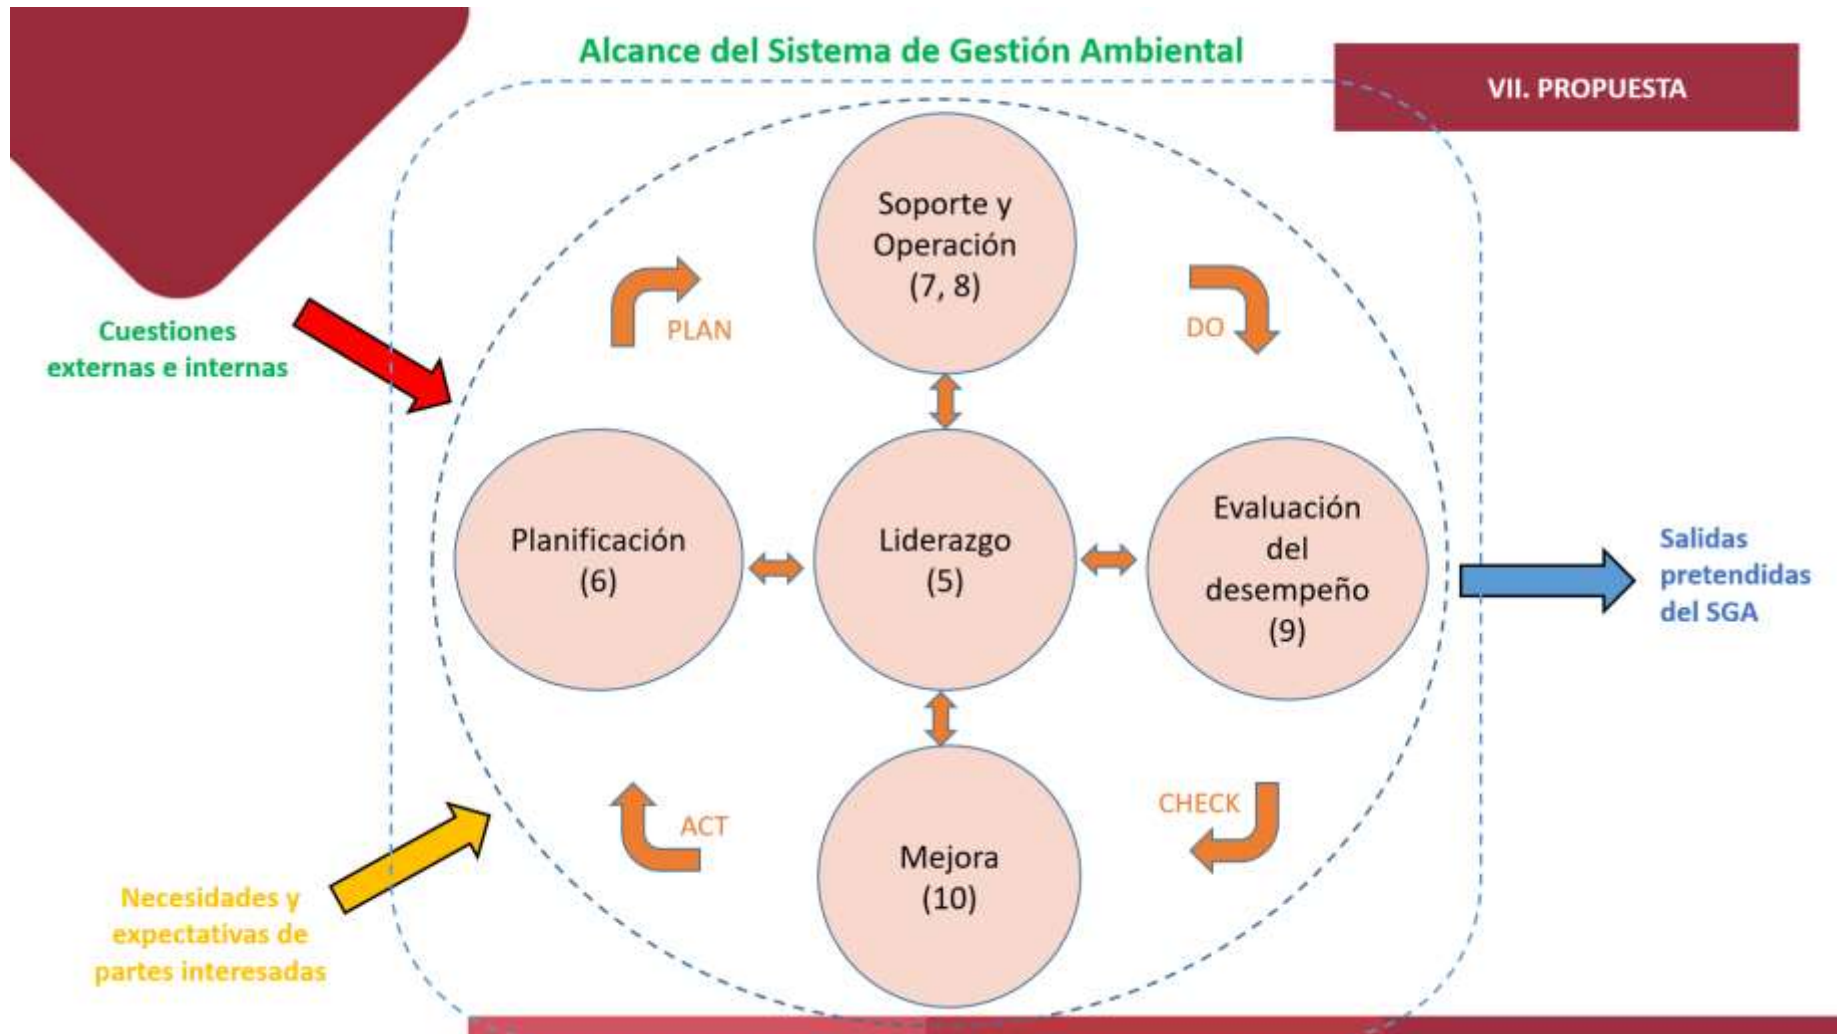 Alcance del Sistema de Gestión Ambiental
VII. PROPUESTA
Soporte y
Operación
(7, 8)
PLAN
DO
Cuestiones
externas e internas
Planificación
(6)
Liderazgo
(5)
Evaluación
del
desempeño
(9)
Salidas
pretendidas
del SGA
ACT
CHECK
Mejora
(10)
Necesidades y
expectativas de
partes interesadas